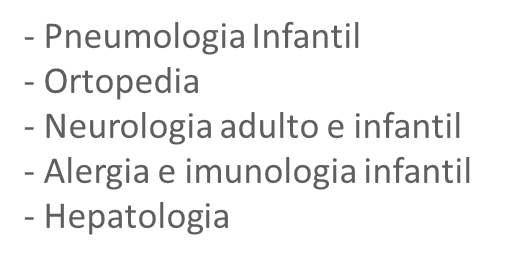 - Pneumologia Infantil
- Ortopedia
- Neurologia adulto e infantil
- Alergia e imunologia infantil
- Hepatologia